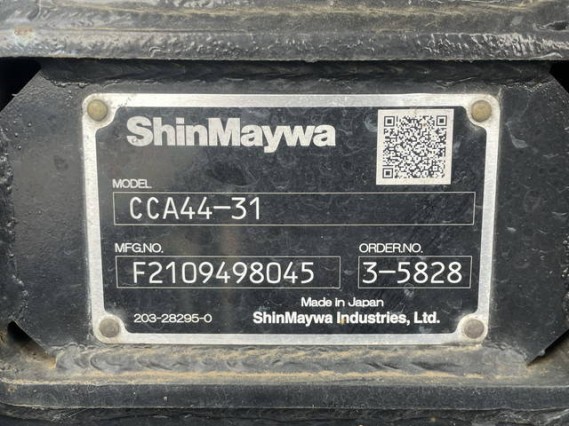 ShinMaywa
MODEL
CCA44-31
MFG.NO. ORDER.NO.
F2109498045 3-5828
Made in Japan
203-28295-0 ShinMaywa Industries, Ltd.